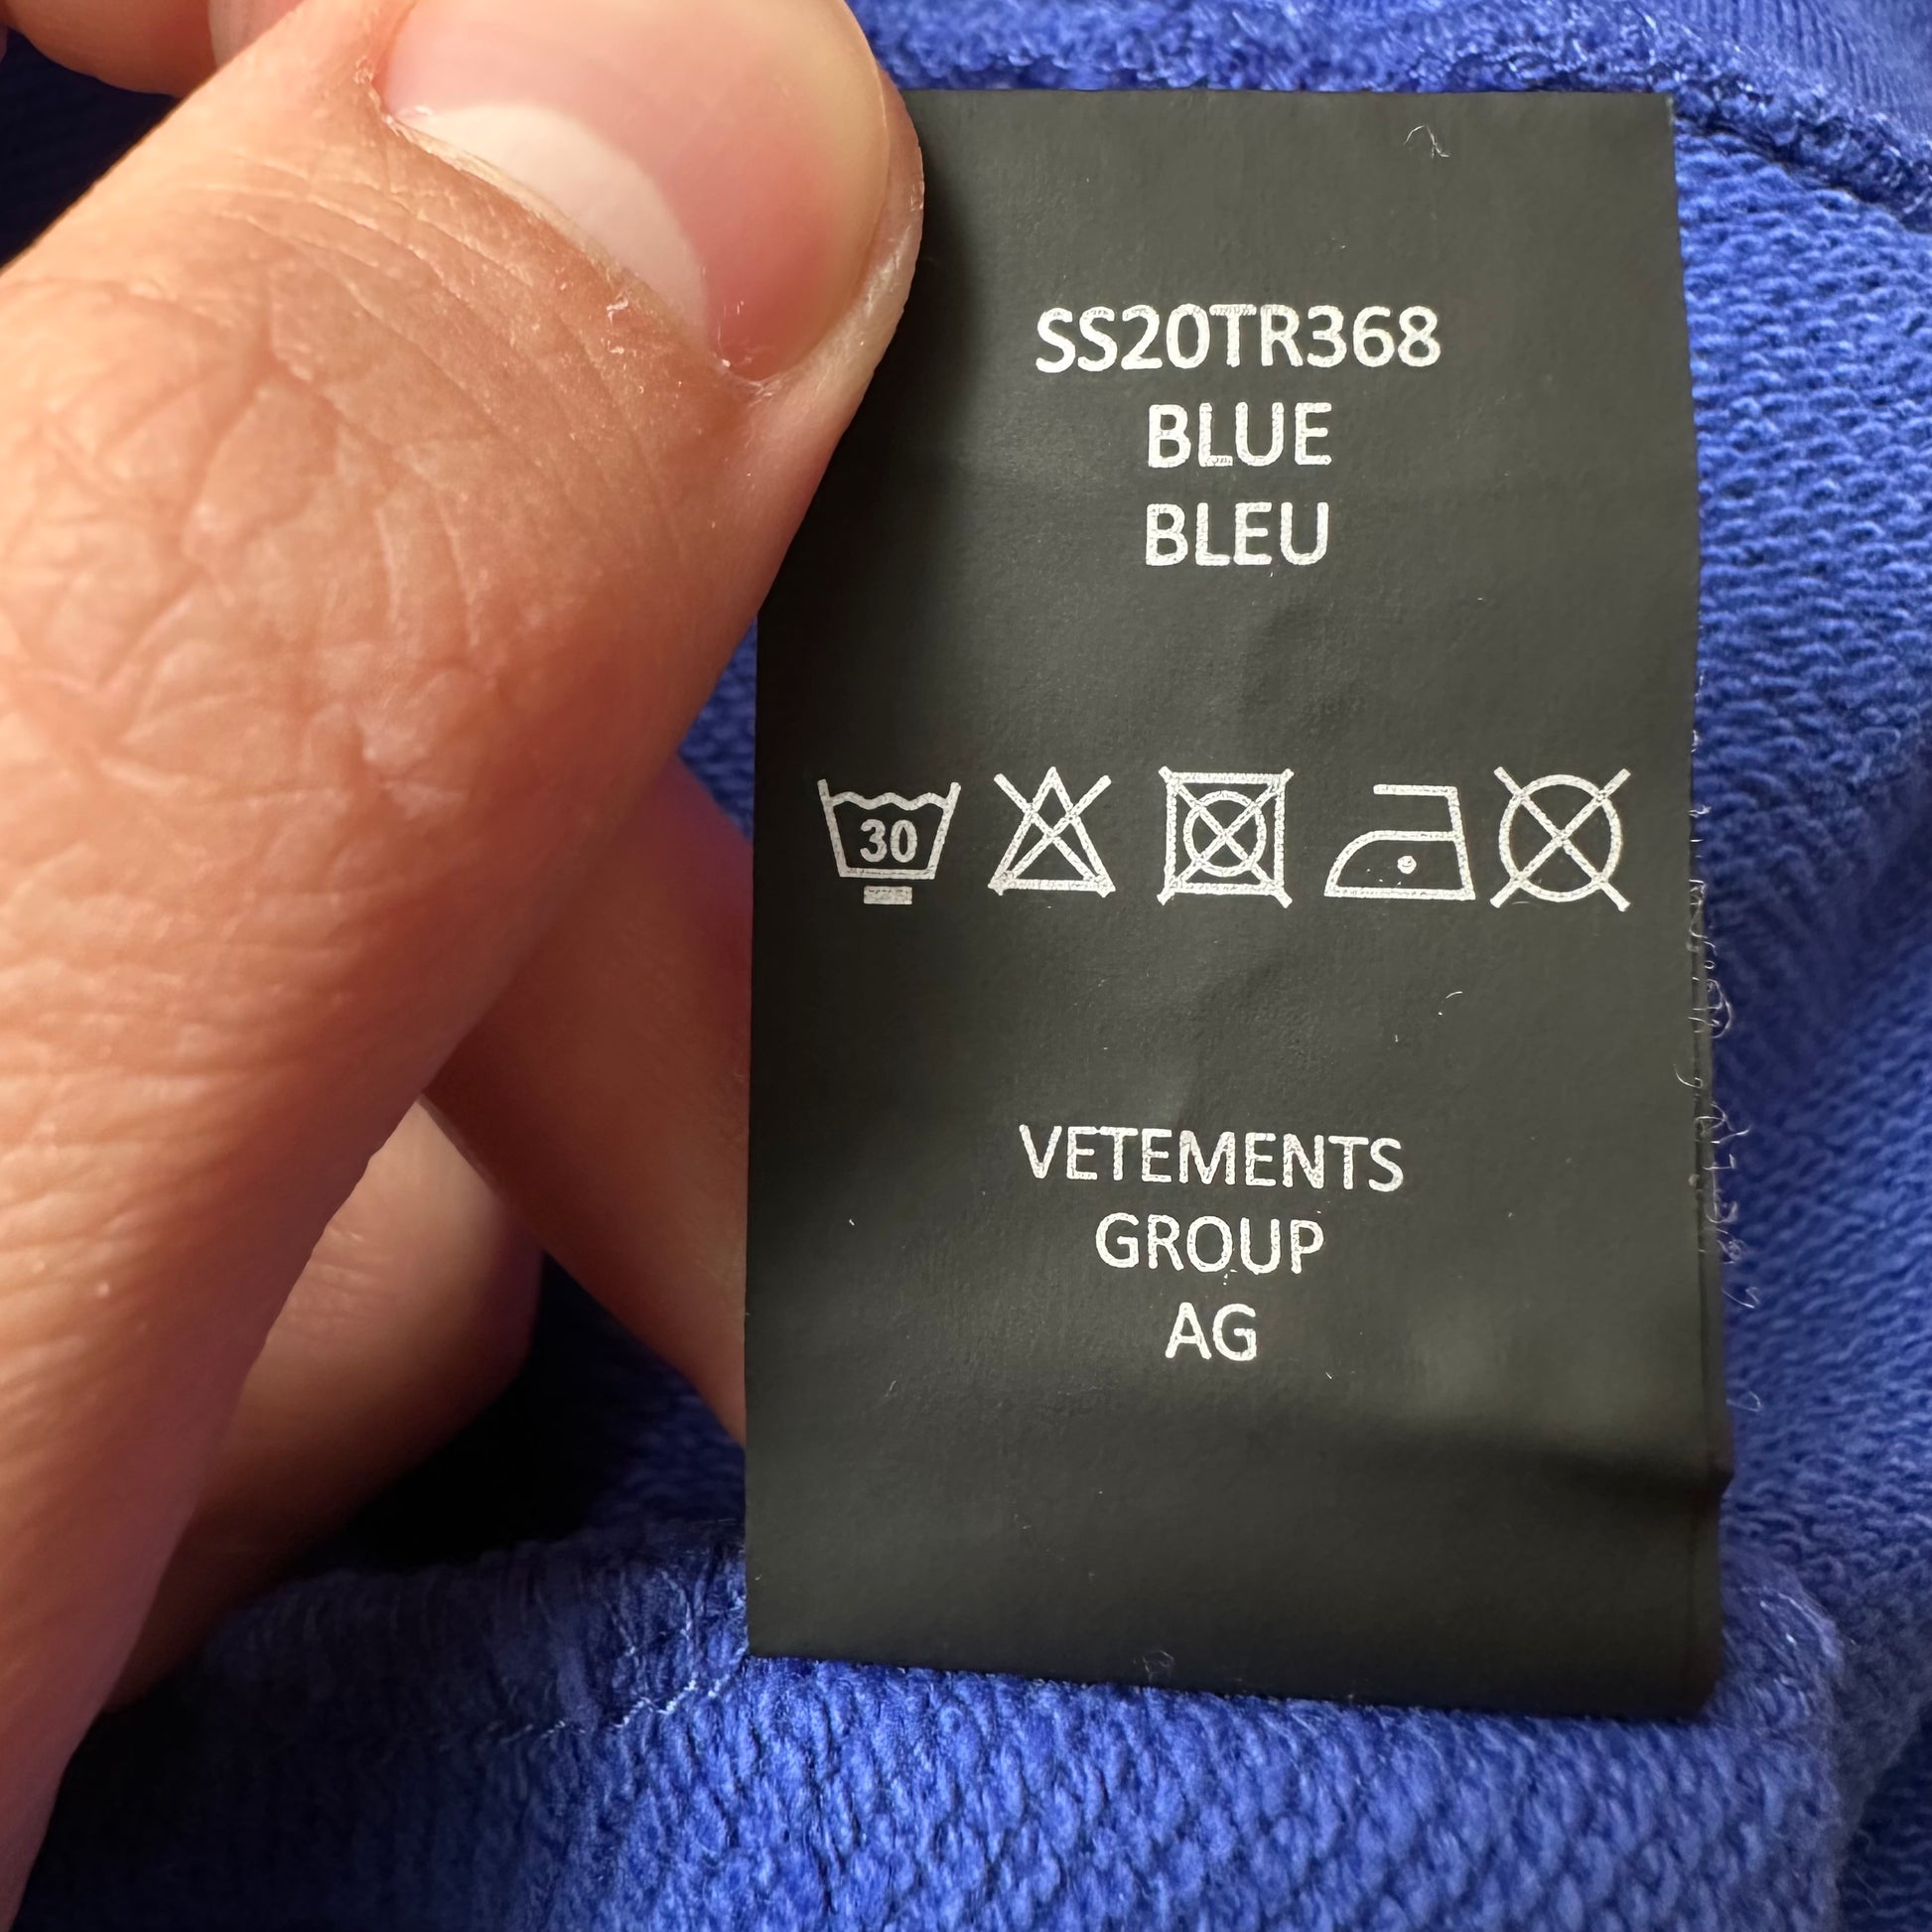 SS20TR368
BLUE
BLEU
30
VETEMENTS
GROUP
AG